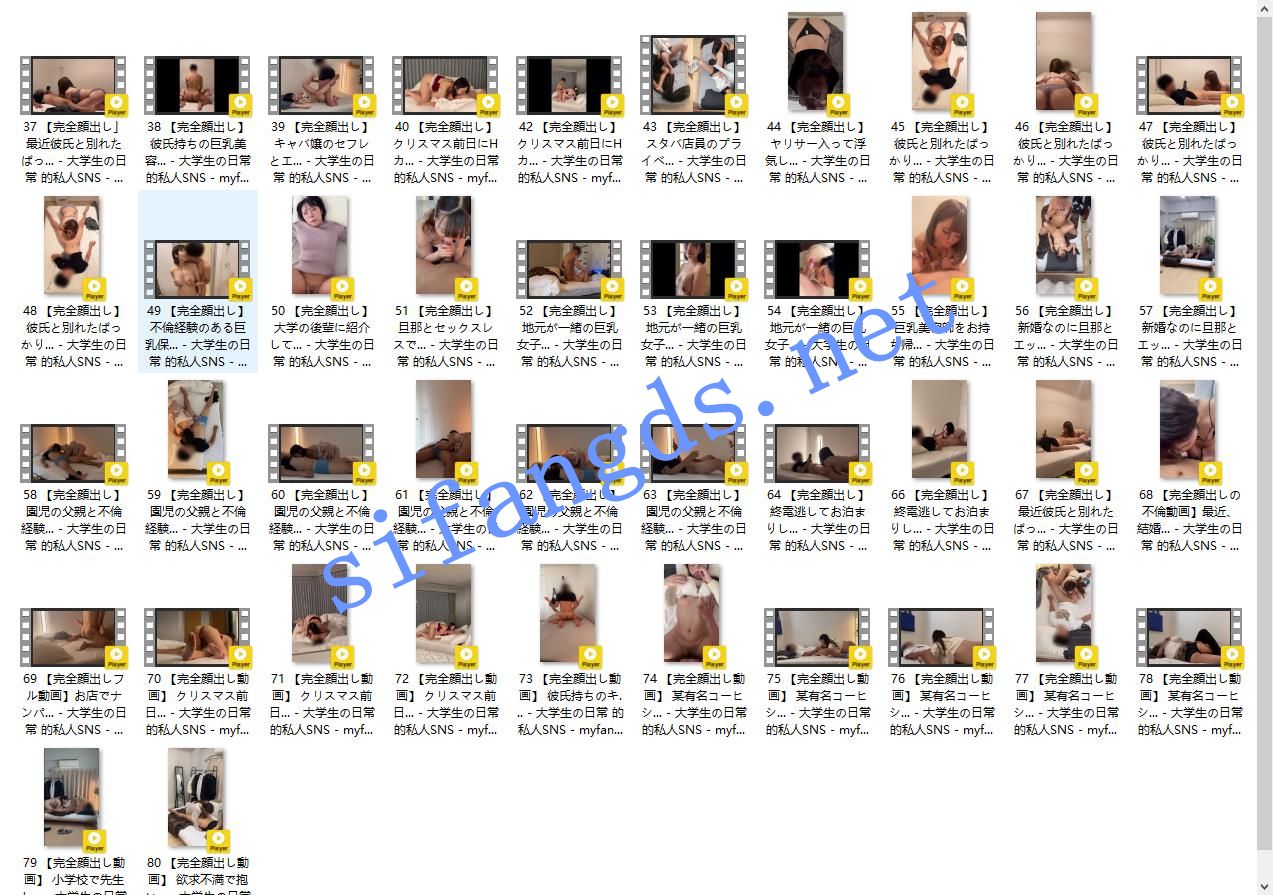 37 【完全顔出し】
最近彼氏と別れた
ばっ... - 大学生の日
常 的私人SNS - ...
38 【完全顔出し】
彼氏持ちの巨乳美
容... - 大学生の日常
的私人SNS - myf...
39 【完全顔出し】
キャバ嬢のセフレ
とエ... - 大学生の日
常 的私人SNS - ...
40 【完全顔出し】
クリスマス前日にH
カ... - 大学生の日常
的私人SNS - myf...
42 【完全顔出し】
クリスマス前日にH
カ... - 大学生の日常
的私人SNS - myf...
43 【完全顔出し】
スタバ店員のプラ
イベ... - 大学生の日
常 的私人SNS - ...
44 【完全顔出し】
ヤリサー入って浮
気し... - 大学生の日
常 的私人SNS - ...
45 【完全顔出し】
彼氏と別れたばっ
かり... - 大学生の日
常 的私人SNS - ...
46 【完全顔出し】
彼氏と別れたばっ
かり... - 大学生の日
常 的私人SNS - ...
47 【完全顔出し】
彼氏と別れたばっ
かり... - 大学生の日
常 的私人SNS - ...
48 【完全顔出し】
彼氏と別れたばっ
かり... - 大学生の日
常 的私人SNS - ...
49 【完全顔出し】
不倫経験のある巨
乳保... - 大学生の日
常 的私人SNS - ...
50 【完全顔出し】
大学の後輩に紹介
して... - 大学生の日
常 的私人SNS - ...
51 【完全顔出し】
旦那とセックスレ
スで... - 大学生の日
常 的私人SNS - ...
52 【完全顔出し】
地元が一緒の巨乳
女子... - 大学生の日
常 的私人SNS - ...
53 【完全顔出し】
地元が一緒の巨乳
女子... - 大学生の日
常 的私人SNS - ...
54 【完全顔出し】
地元が一緒の巨乳
女子... - 大学生の日
常 的私人SNS - ...
55 【完全顔出し】
巨乳美容師をお持
ち帰... - 大学生の日
常 的私人SNS - ...
56 【完全顔出し】
新婚なのに旦那と
エッ... - 大学生の日
常 的私人SNS - ...
57 【完全顔出し】
新婚なのに旦那と
エッ... - 大学生の日
常 的私人SNS - ...
58 【完全顔出し】
園児の父親と不倫
経験... - 大学生の日
常 的私人SNS - ...
59 【完全顔出し】
園児の父親と不倫
経験... - 大学生の日
常 的私人SNS - ...
60 【完全顔出し】
園児の父親と不倫
経験... - 大学生の日
常 的私人SNS - ...
61 【完全顔出し】
園児の父親と不倫
経験... - 大学生の日
常 的私人SNS - ...
62 【完全顔出し】
園児の父親と不倫
経験... - 大学生の日
常 的私人SNS - ...
63 【完全顔出し】
園児の父親と不倫
経験... - 大学生の日
常 的私人SNS - ...
64 【完全顔出し】
終電逃してお泊ま
りし... - 大学生の日
常 的私人SNS - ...
66 【完全顔出し】
終電逃してお泊ま
りし... - 大学生の日
常 的私人SNS - ...
67 【完全顔出し】
最近彼氏と別れた
ばっ... - 大学生の日
常 的私人SNS - ...
68 【完全顔出しの
不倫動画】最近、
結婚... - 大学生の日
常 的私人SNS - ...
69 【完全顔出しフ
ル動画】お店でナ
ンパ... - 大学生の日
常 的私人SNS - ...
70 【完全顔出し動
画】 クリスマス前
日... - 大学生の日常
的私人SNS - myf...
71 【完全顔出し動
画】 クリスマス前
日... - 大学生の日常
的私人SNS - myf...
72 【完全顔出し動
画】 クリスマス前
日... - 大学生の日常
的私人SNS - myf...
73 【完全顔出し動
画】 彼氏持ちのキ.
.. - 大学生の日常 的
私人SNS - myfan...
74 【完全顔出し動
画】 某有名コーヒ
シ... - 大学生の日常
的私人SNS - myf...
75 【完全顔出し動
画】 某有名コーヒ
シ... - 大学生の日常
的私人SNS - myf...
76 【完全顔出し動
画】 某有名コーヒ
シ... - 大学生の日常
的私人SNS - myf...
77 【完全顔出し動
画】 某有名コーヒ
シ... - 大学生の日常
的私人SNS - myf...
78 【完全顔出し動
画】 某有名コーヒ
シ... - 大学生の日常
的私人SNS - myf...
79 【完全顔出し動
画】 小学校で先生
80 【完全顔出し動
画】 欲求不満で抱
sifangds.net